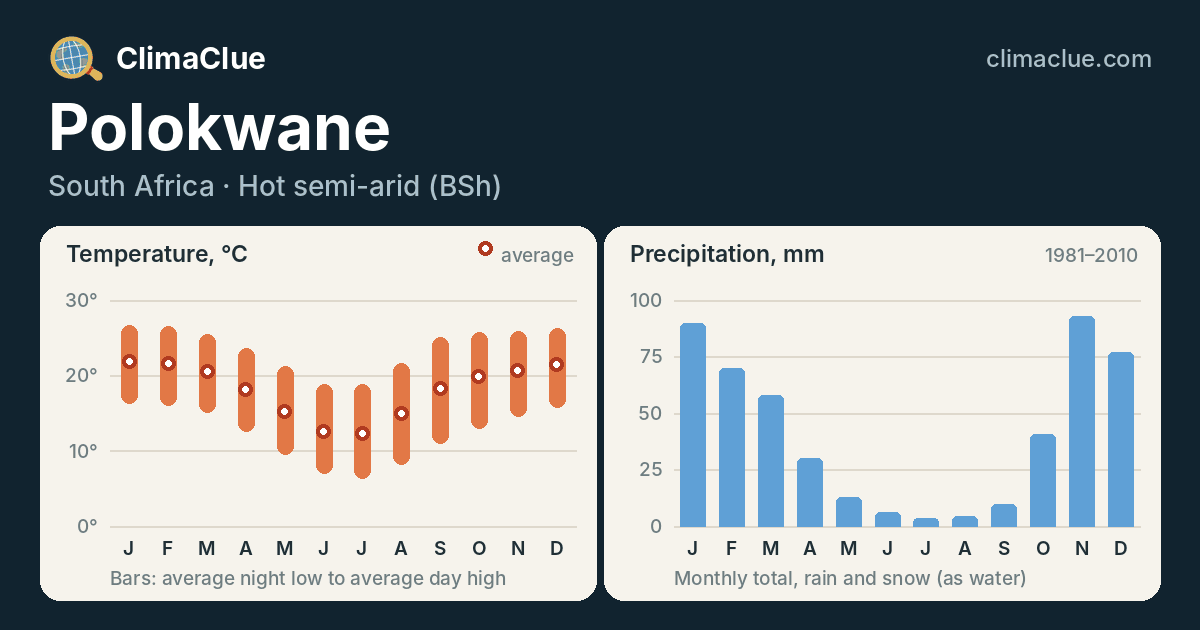 ClimaClue
climaclue.com
Polokwane
South Africa · Hot semi-arid (BSh)
Temperature, °C
average
30°
20°
10°
0°
J F M A M J J A S O N D
Bars: average night low to average day high
Precipitation, mm
1981–2010
100
75
50
25
0
J F M A M J J A S O N D
Monthly total, rain and snow (as water)